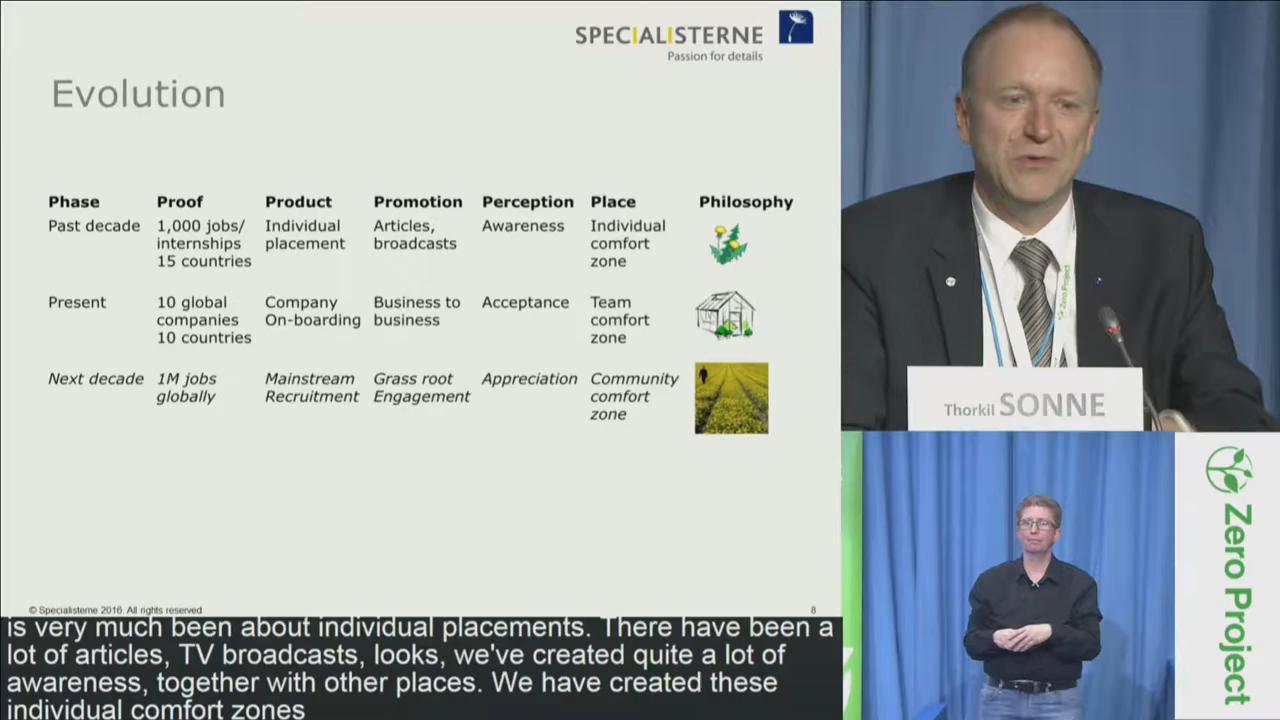 SPECIALISTERNE
Passion for details
Evolution
Phase Proof Product Promotion Perception Place Philosophy
Past decade 1,000 jobs/ Individual Articles, Awareness Individual
internships placement broadcasts comfort
15 countries zone
Present 10 global Company Business to Acceptance Team
companies On-boarding business comfort
10 countries zone
Next decade 1M jobs Mainstream Grass root Appreciation Community
globally Recruitment Engagement comfort
zone
© Specialisterne 2016. All rights reserved 8
is very much been about individual placements. There have been a
lot of articles, TV broadcasts, looks, we've created quite a lot of
awareness, together with other places. We have created these
individual comfort zones
Zero Project
Thorkil SONNE
Zero Project